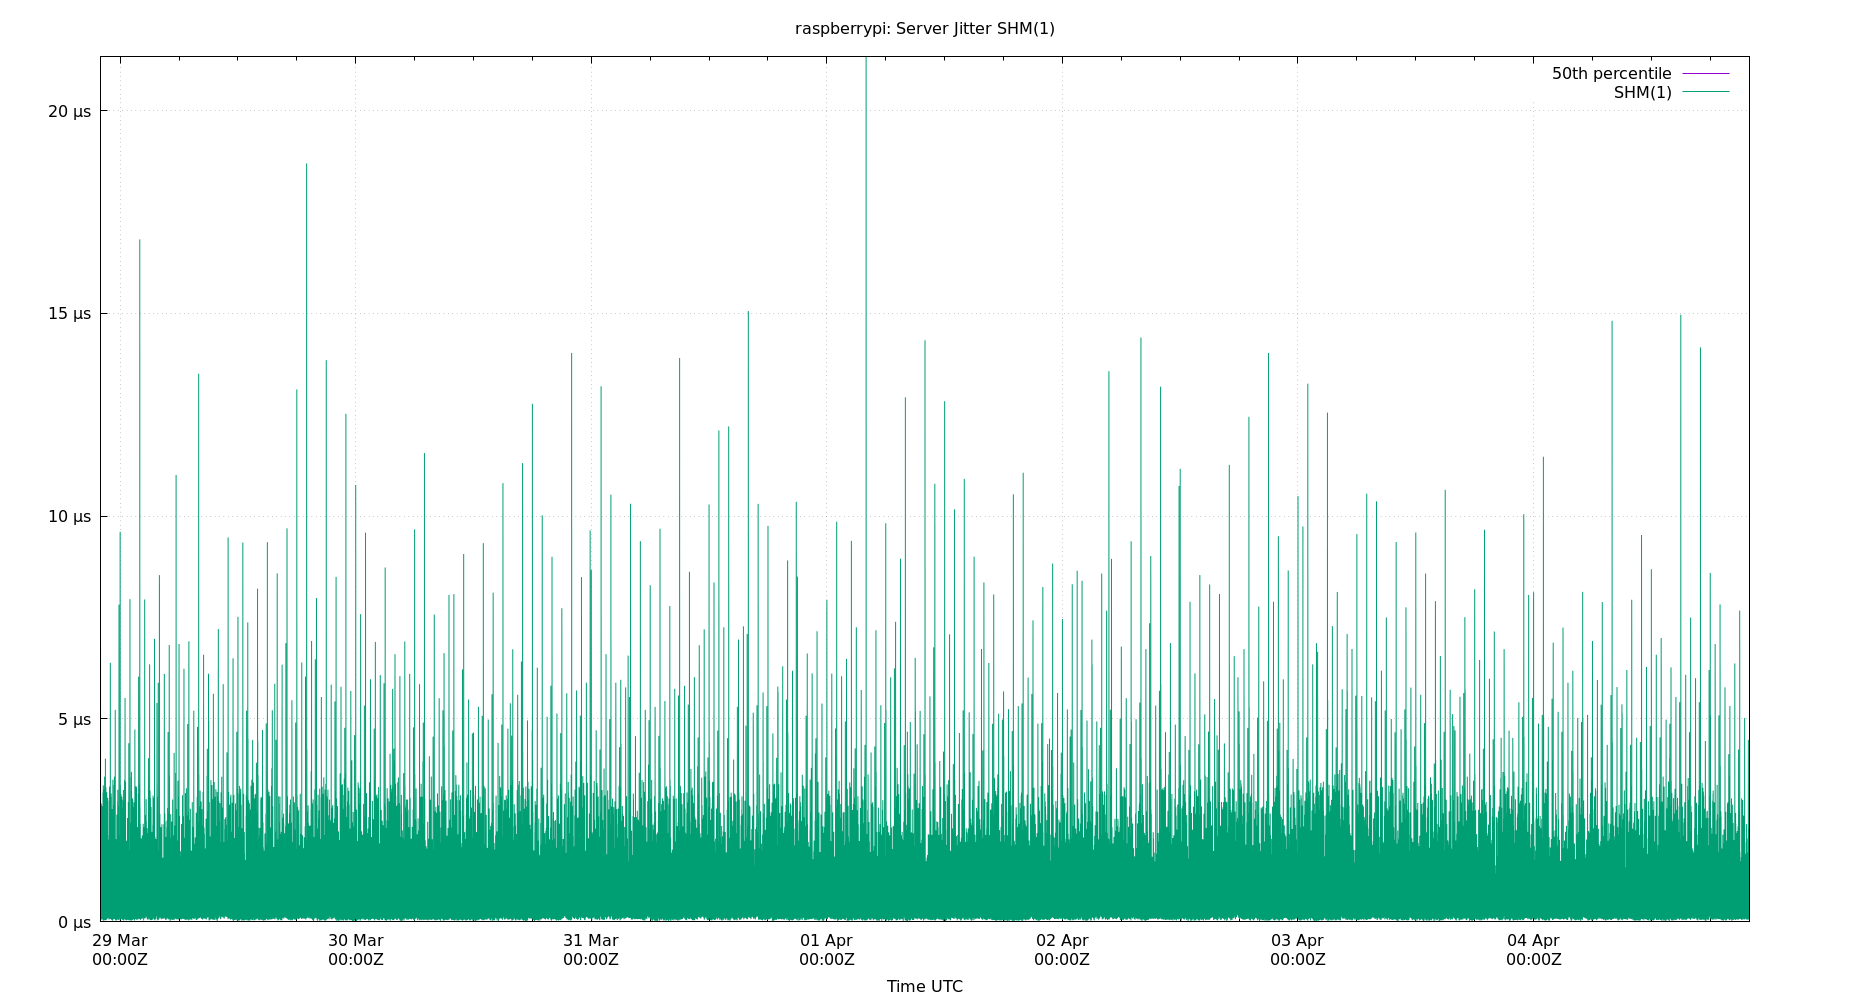 raspberrypi: Server Jitter SHM(1)
50th percentile
SHM(1)
20 µs
15 µs
10 µs
5 µs
0 µs
29 Mar 30 Mar 31 Mar 01 Apr 02 Apr 03 Apr 04 Apr
00:00Z 00:00Z 00:00Z 00:00Z 00:00Z 00:00Z 00:00Z
Time UTC